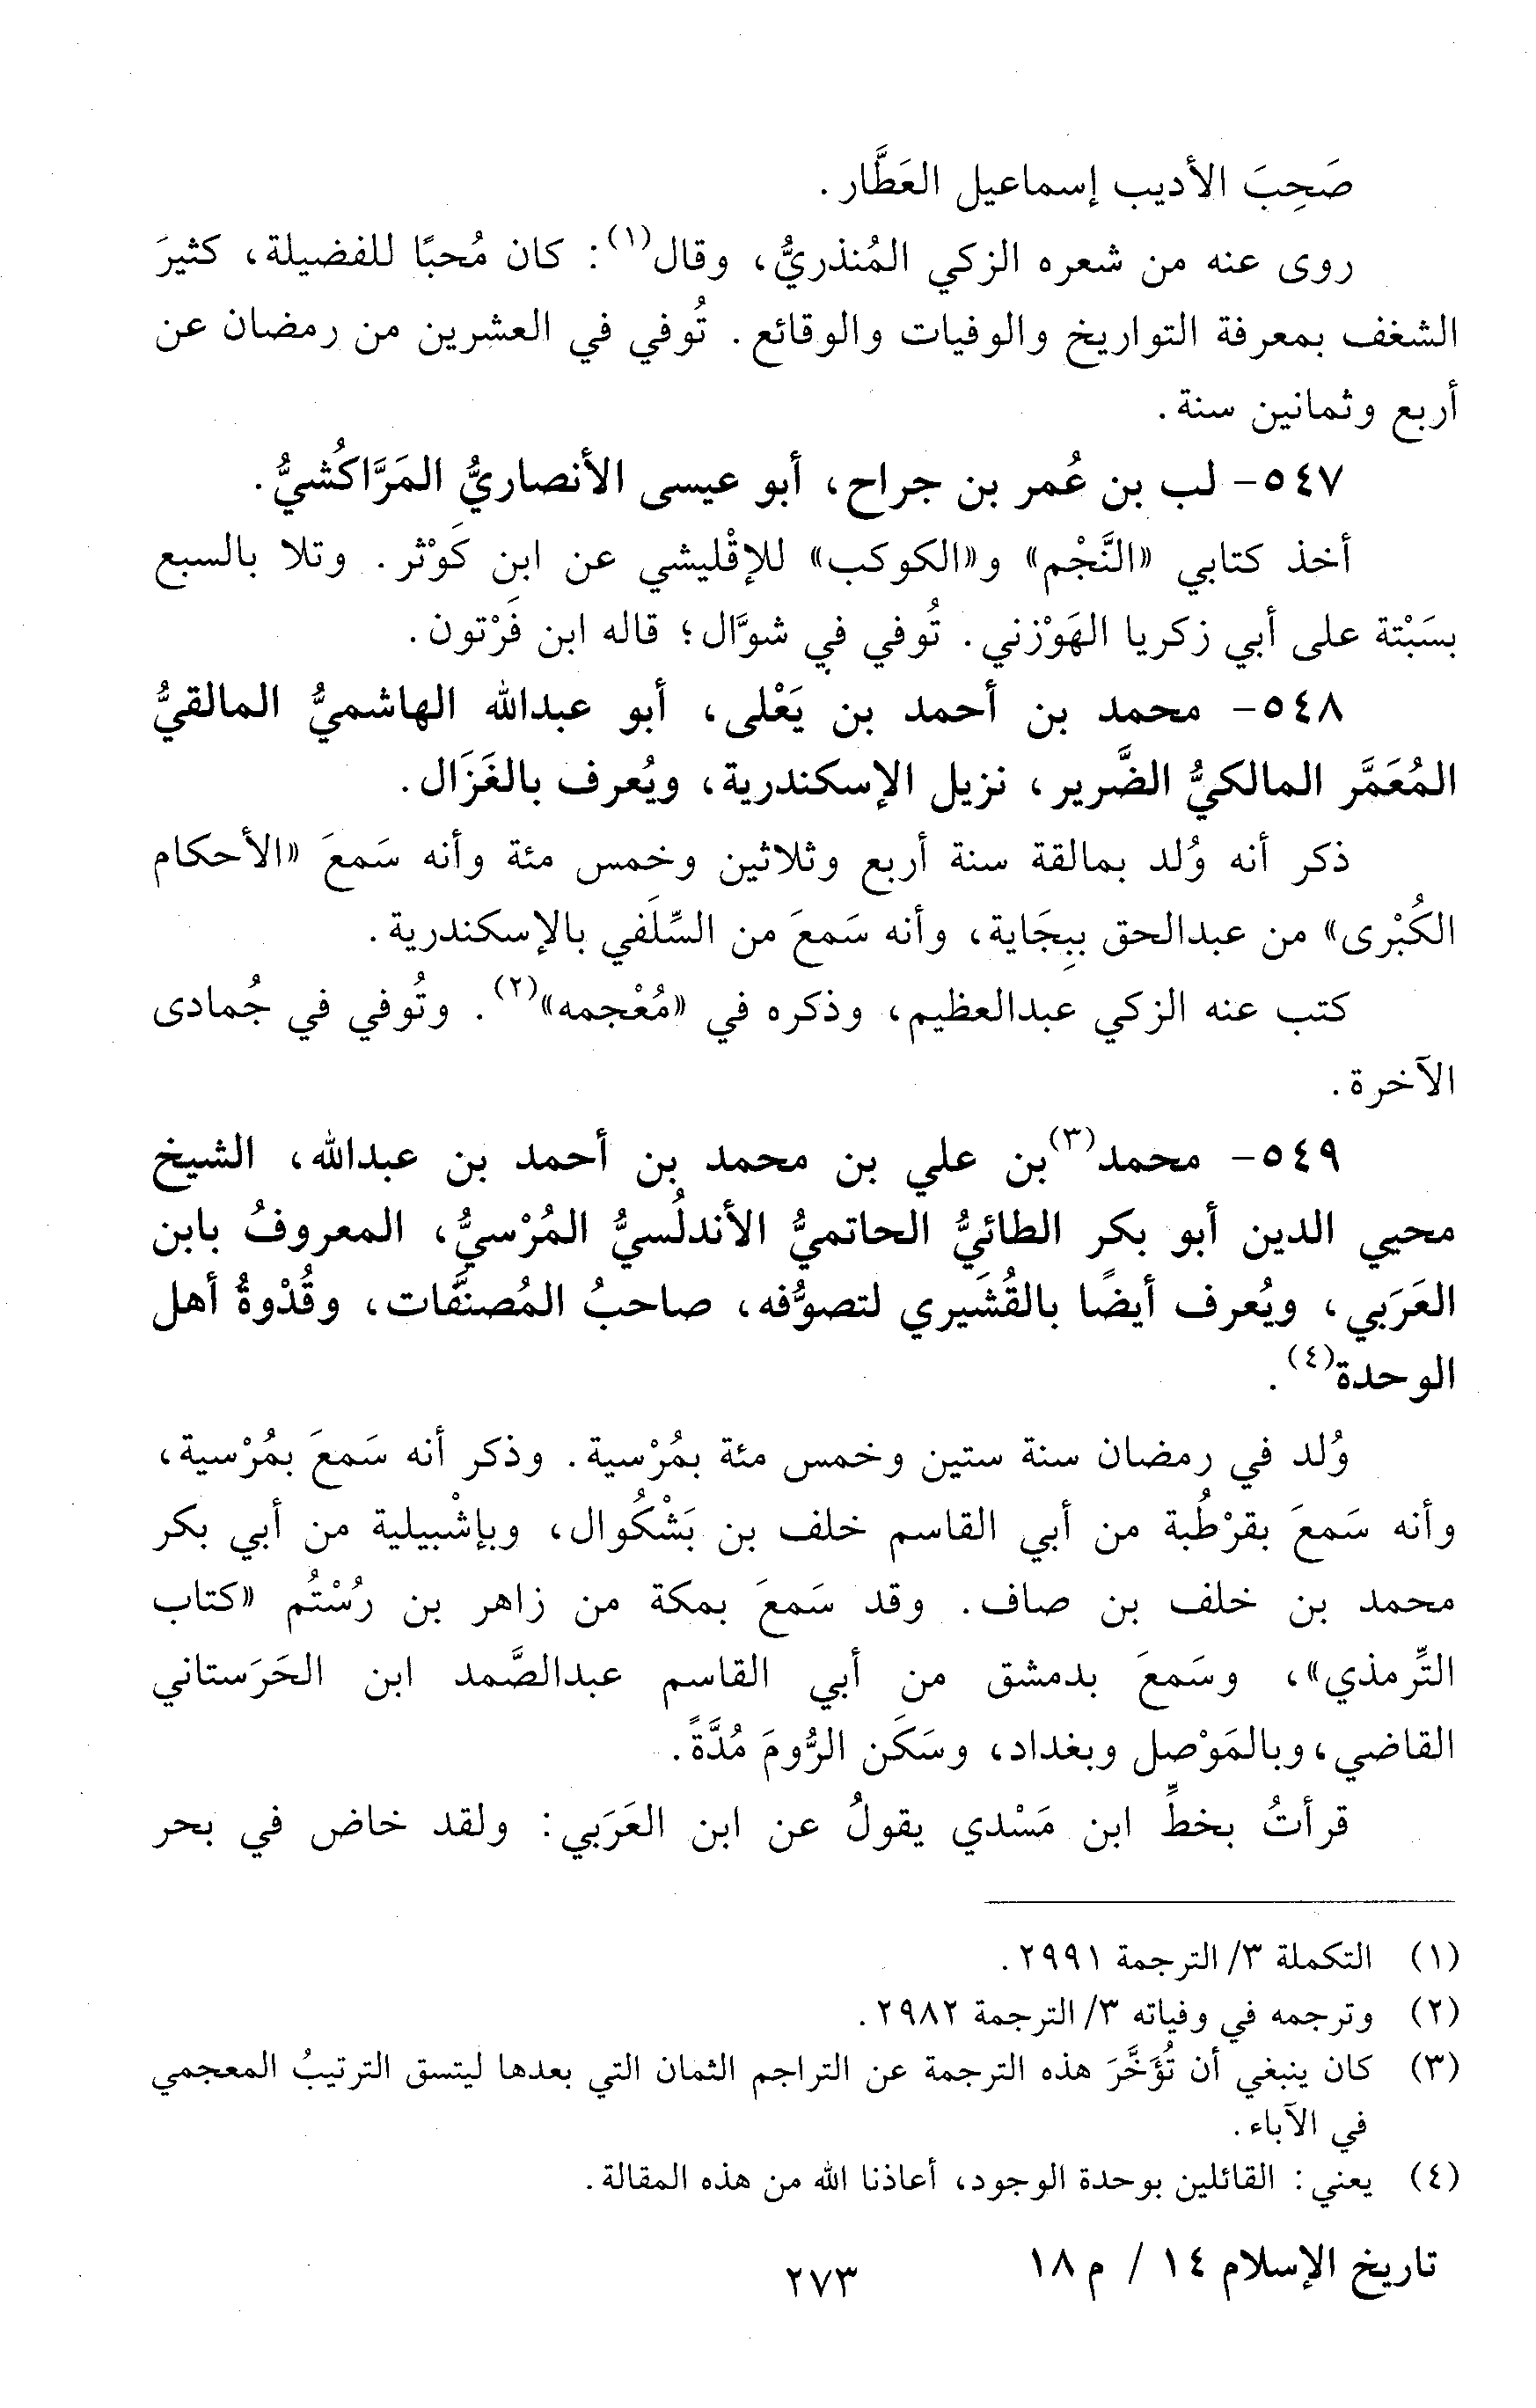 صَحِبَ الأديب إسماعيل العَطَّار.
روى عنه من شعره الزكي المُنذريُّ، وقال(١): كان مُحبًا للفضيلة، كثيرَ
الشغف بمعرفة التواريخ والوفيات والوقائع. تُوفي في العشرين من رمضان عن
أربع وثمانين سنة.
٥٤٧- لب بن عُمر بن جراح، أبو عيسى الأنصاريُّ المَرَّاكُشيُّ.
أخذ كتابي «النَّجْم» و«الكوكب» للإقْليشي عن ابن كَوْثر. وتلا بالسبع
بسَبْتة على أبي زكريا الهَوْزني. تُوفي في شوَّال؛ قاله ابن فَرْتون.
٥٤٨- محمد بن أحمد بن يَعْلى، أبو عبدالله الهاشميُّ المالقيُّ
المُعَمَّر المالكيُّ الضَّرير، نزيل الإسكندرية، ويُعرف بالغَزَال.
ذكر أنه وُلد بمالقة سنة أربع وثلاثين وخمس مئة وأنه سَمعَ «الأحكام
الكُبْرى» من عبدالحق ببِجَاية، وأنه سَمعَ من السِّلَفي بالإسكندرية.
كتب عنه الزكي عبدالعظيم، وذكره في «مُعْجمه»(٢). وتُوفي في جُمادى
الآخرة.
٥٤٩- محمد(٣) بن علي بن محمد بن أحمد بن عبدالله، الشيخ
محيي الدين أبو بكر الطائيُّ الحاتميُّ الأندلُسيُّ المُرْسيُّ، المعروفُ بابن
العَرَبي، ويُعرف أيضًا بالقُشَيري لتصوُّفه، صاحبُ المُصنَّفات، وقُدْوةُ أهل
الوحدة(٤).
وُلد في رمضان سنة ستين وخمس مئة بمُرْسية. وذكر أنه سَمعَ بمُرْسية،
وأنه سَمعَ بقرْطُبة من أبي القاسم خلف بن بَشْكُوال، وبإشْبيلية من أبي بكر
محمد بن خلف بن صاف. وقد سَمعَ بمكة من زاهر بن رُسْتُم «كتاب
التِّرمذي»، وسَمعَ بدمشق من أبي القاسم عبدالصَّمد ابن الحَرَستاني
القاضي، وبالمَوْصل وبغداد، وسَكَن الرُّومَ مُدَّةً.
قرأتُ بخطِّ ابن مَسْدي يقولُ عن ابن العَرَبي: ولقد خاض في بحر
(١) التكملة ٣/ الترجمة ٢٩٩١.
(٢) وترجمه في وفياته ٣/ الترجمة ٢٩٨٢.
(٣) كان ينبغي أن تُؤَخَّرَ هذه الترجمة عن التراجم الثمان التي بعدها ليتسق الترتيبُ المعجمي
في الآباء.
(٤) يعني: القائلين بوحدة الوجود، أعاذنا الله من هذه المقالة.
تاريخ الإسلام ١٤ / م ١٨
٢٧٣